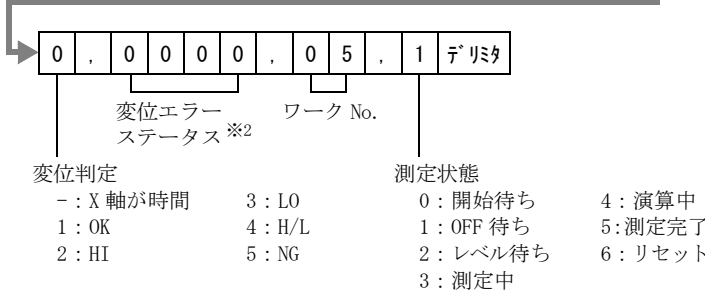 0 , 0 0 0 0 , 0 5 , 1 ﾃﾞﾘﾐﾀ
変位エラー
ステータス※2
ワーク No.
変位判定
-：X 軸が時間 3：LO
1：OK 4：H/L
2：HI 5：NG
測定状態
0：開始待ち 4：演算中
1：OFF 待ち 5：測定完了
2：レベル待ち 6：リセット
3：測定中